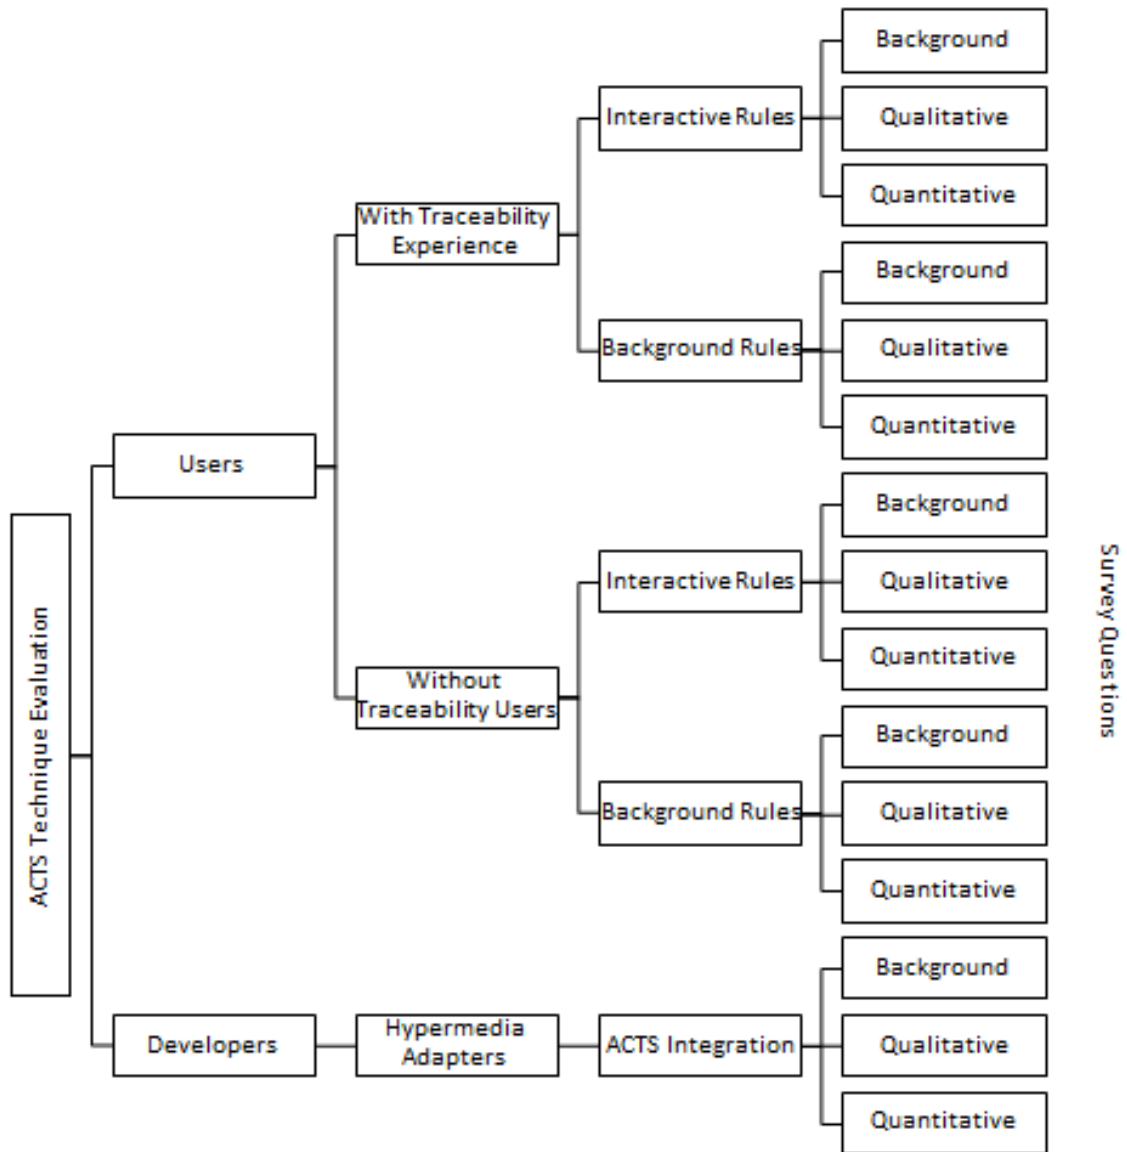 ACTS Technique Evaluation
Users
With Traceability
Experience
Interactive Rules
Background
Qualitative
Quantitative
Background Rules
Background
Qualitative
Quantitative
Without
Traceability Users
Interactive Rules
Background
Qualitative
Quantitative
Background Rules
Background
Qualitative
Quantitative
Developers
Hypermedia
Adapters
ACTS Integration
Background
Qualitative
Quantitative
Survey Questions